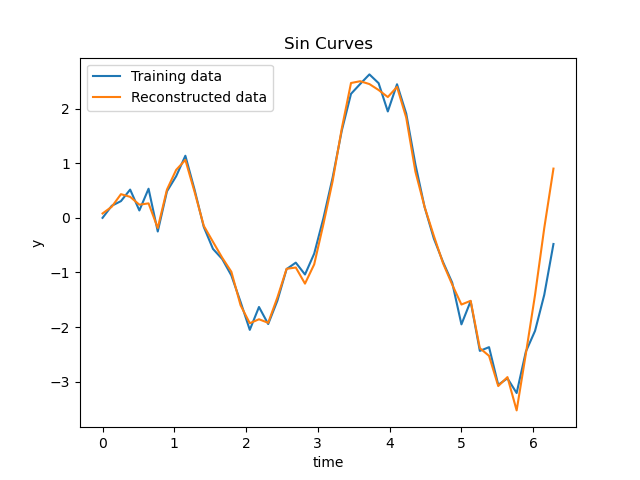 Sin Curves
Training data
Reconstructed data
2
1
0
−1
−2
−3
y
0 1 2 3 4 5 6
time